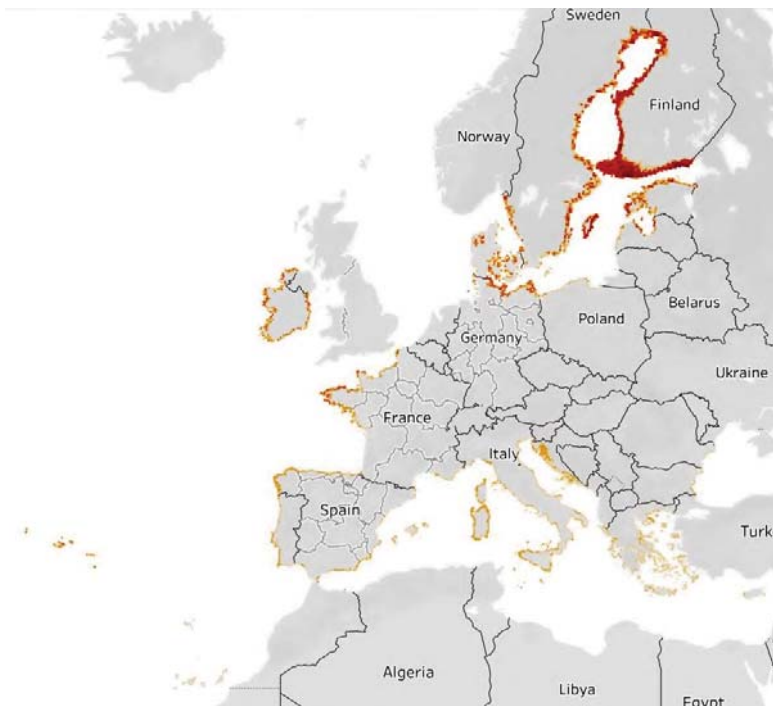 Sweden
Finland
Norway
Belarus
Poland
Germany
Ukraine
France
Italy
Spain
Turk
Algeria
Libya
Egypt